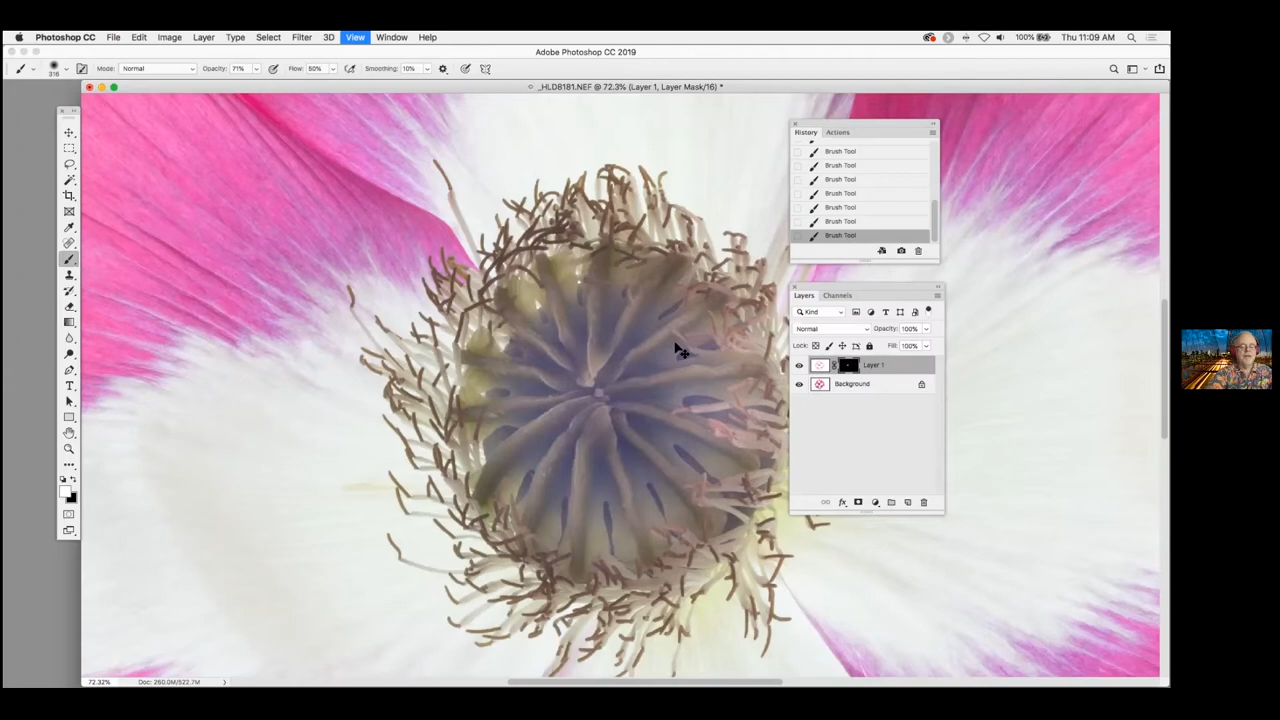 Photoshop CC File Edit Image Layer Type Select Filter 3D View Window Help 100% Thu 11:09 AM
Adobe Photoshop CC 2019
316 Mode: Normal Opacity: 71% Flow: 50% Smoothing: 10%
_HLD8181.NEF @ 72.3% (Layer 1, Layer Mask/16) *
History Actions
Brush Tool
Brush Tool
Brush Tool
Brush Tool
Brush Tool
Brush Tool
Brush Tool
Layers Channels
Kind
Normal Opacity: 100%
Lock: Fill: 100%
Layer 1
Background
72.32% Doc: 260.0M/522.7M